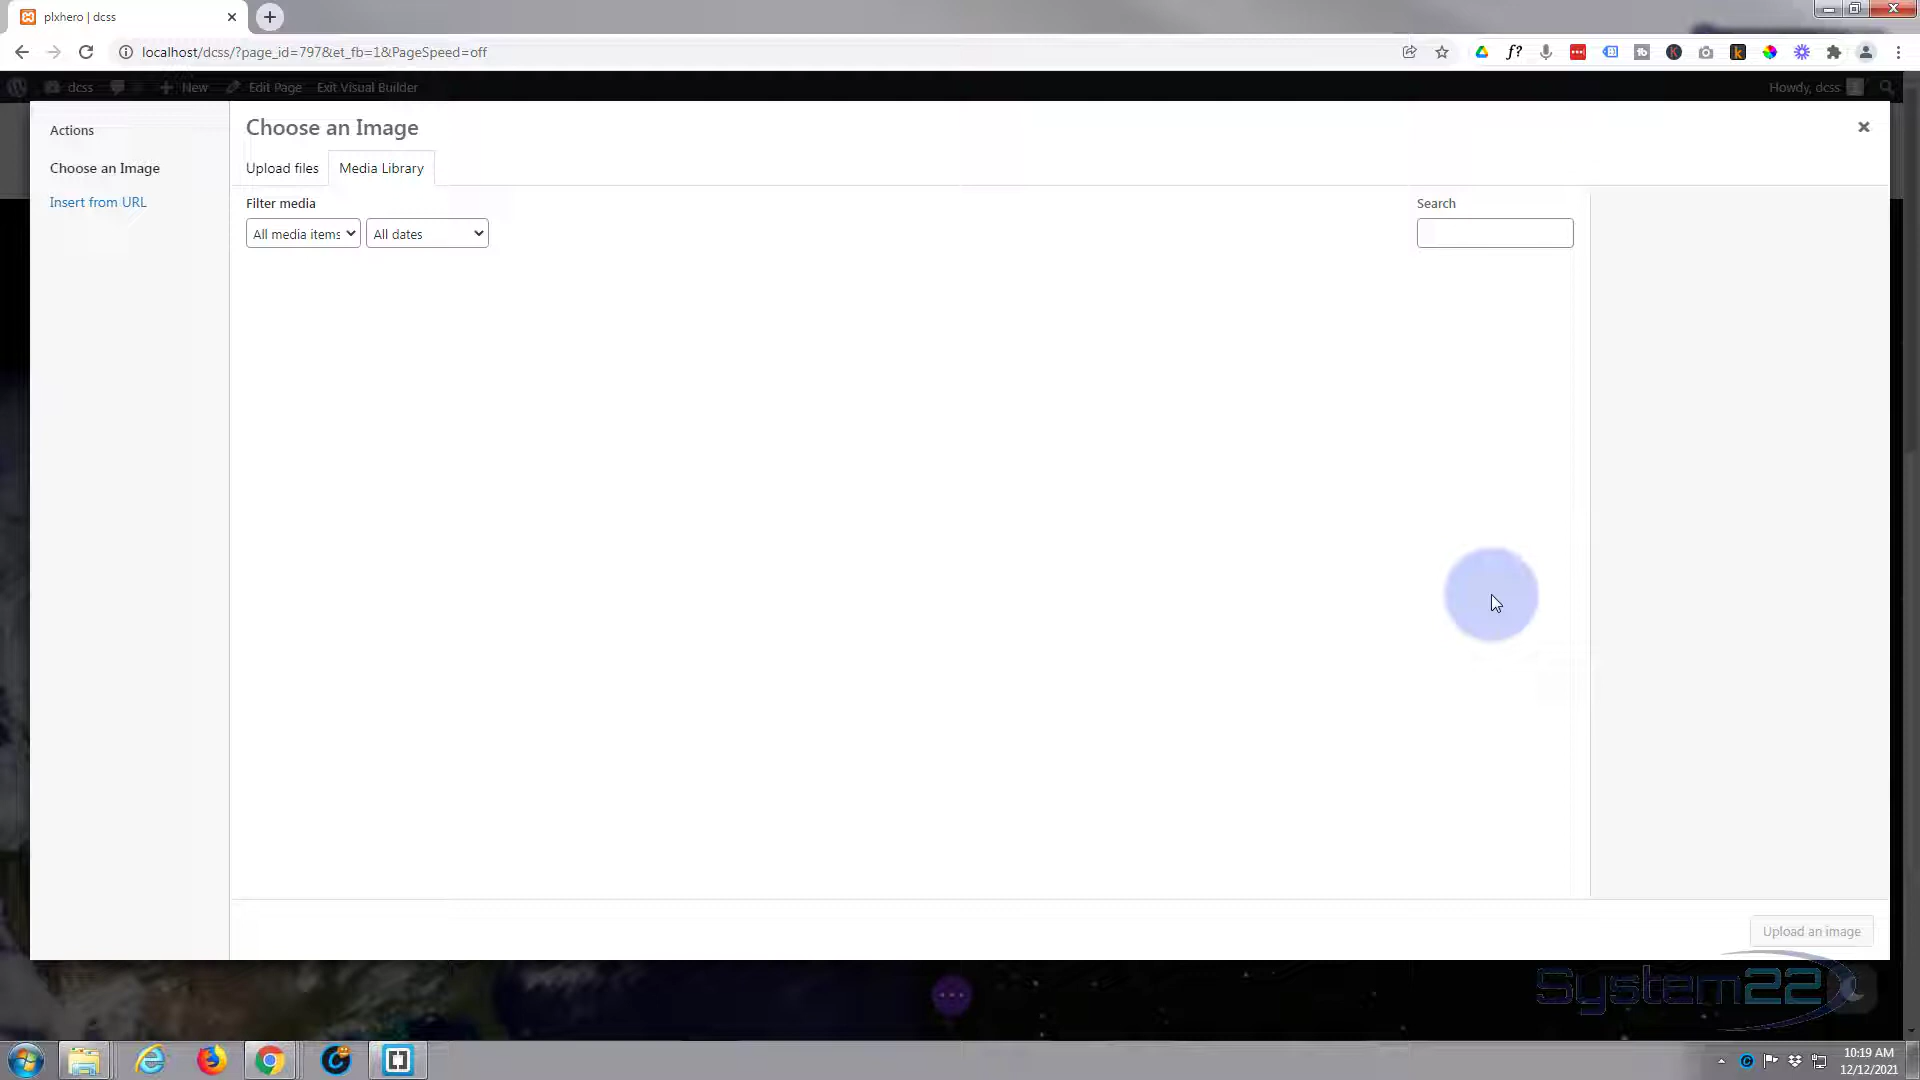 plxhero | dcss
localhost/dcss/?page_id=797&et_fb=1&PageSpeed=off
dcss
New
Edit Page
Exit Visual Builder
Howdy, dcss
Actions
Choose an Image
Insert from URL
Choose an Image
Upload files
Media Library
Filter media
All media items
All dates
Search
Upload an image
System22
10:19 AM
12/12/2021